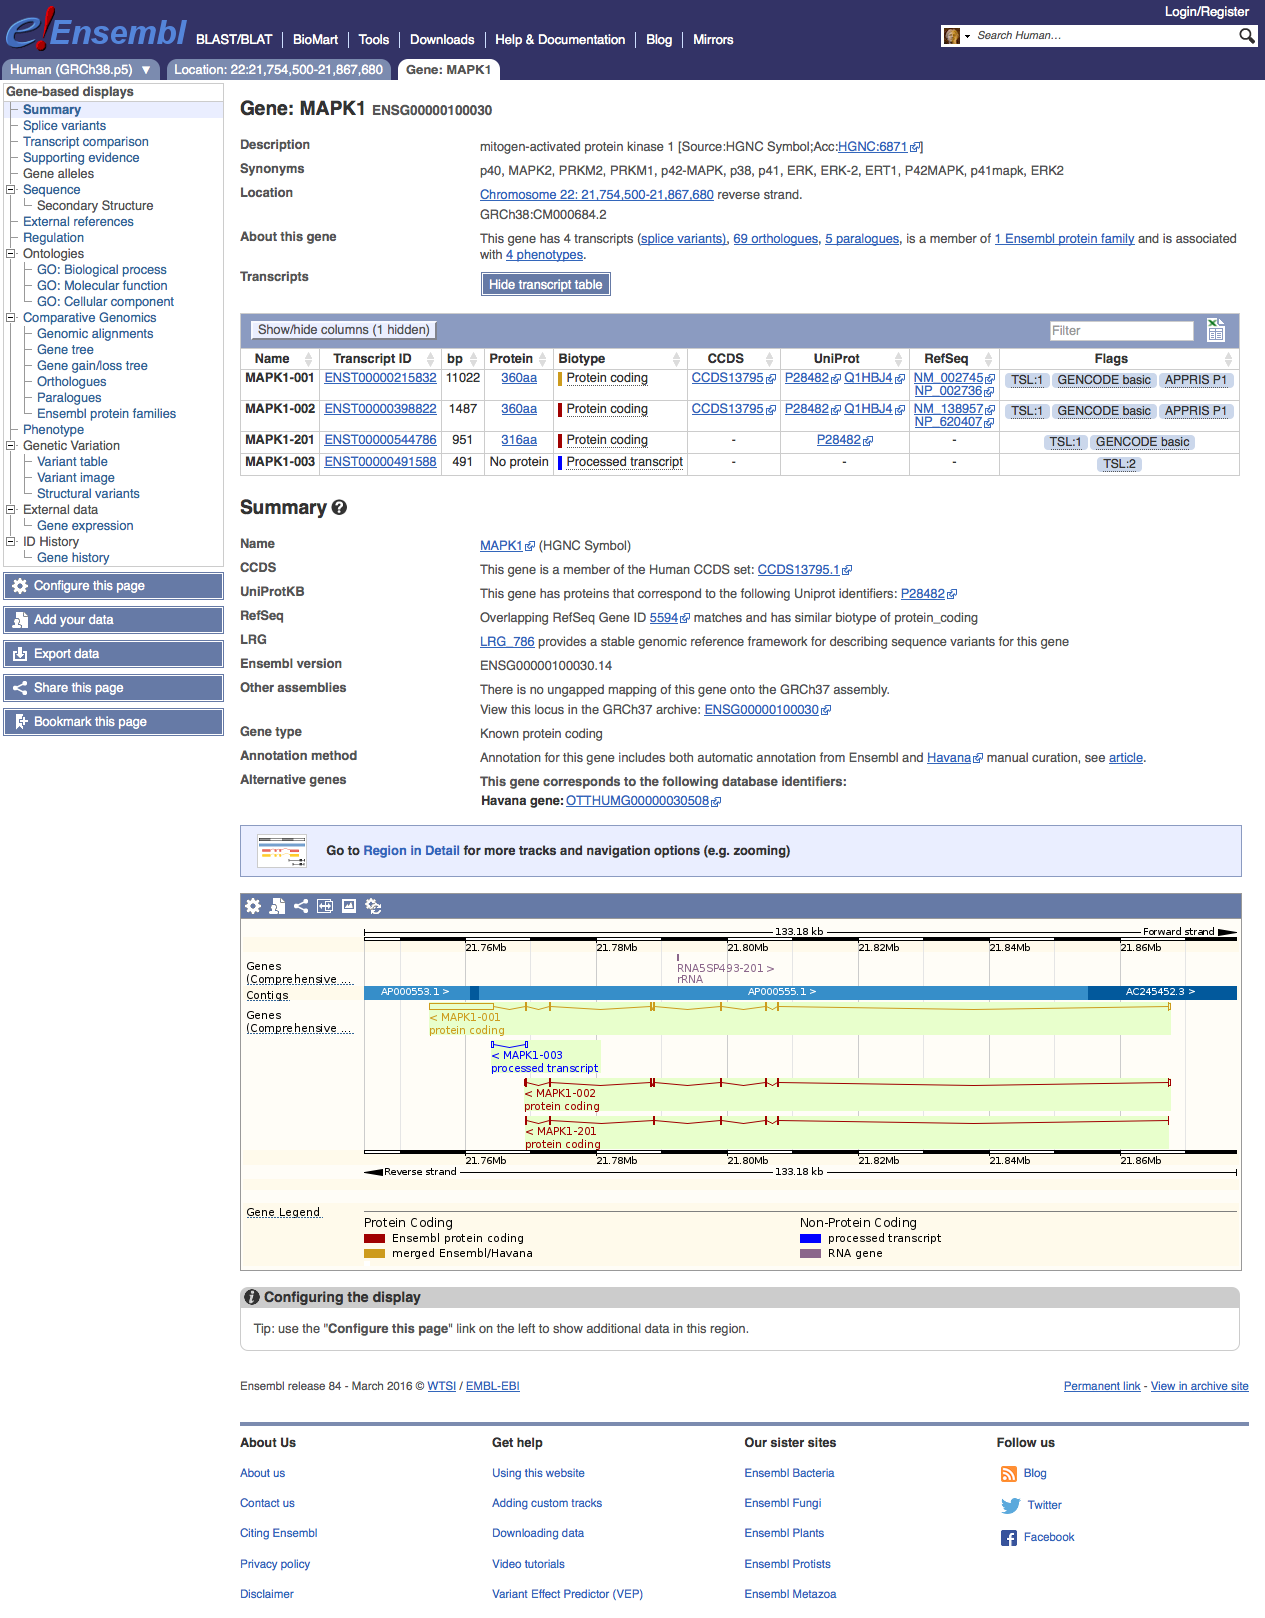 Login/Register
e!Ensembl BLAST/BLAT BioMart Tools Downloads Help & Documentation Blog Mirrors
Search Human…
Human (GRCh38.p5) ▼ Location: 22:21,754,500-21,867,680 Gene: MAPK1
Gene-based displays
Summary
Splice variants
Transcript comparison
Supporting evidence
Gene alleles
Sequence
Secondary Structure
External references
Regulation
Ontologies
GO: Biological process
GO: Molecular function
GO: Cellular component
Comparative Genomics
Genomic alignments
Gene tree
Gene gain/loss tree
Orthologues
Paralogues
Ensembl protein families
Phenotype
Genetic Variation
Variant table
Variant image
Structural variants
External data
Gene expression
ID History
Gene history
Configure this page
Add your data
Export data
Share this page
Bookmark this page
Gene: MAPK1 ENSG00000100030
Description mitogen-activated protein kinase 1 [Source:HGNC Symbol;Acc:HGNC:6871]
Synonyms p40, MAPK2, PRKM2, PRKM1, p42-MAPK, p38, p41, ERK, ERK-2, ERT1, P42MAPK, p41mapk, ERK2
Location Chromosome 22: 21,754,500-21,867,680 reverse strand.
GRCh38:CM000684.2
About this gene This gene has 4 transcripts (splice variants), 69 orthologues, 5 paralogues, is a member of 1 Ensembl protein family and is associated
with 4 phenotypes.
Transcripts Hide transcript table
Show/hide columns (1 hidden) Filter
Name Transcript ID bp Protein Biotype CCDS UniProt RefSeq Flags
MAPK1-001 ENST00000215832 11022 360aa Protein coding CCDS13795 P28482 Q1HBJ4 NM_002745 TSL:1 GENCODE basic APPRIS P1
NP_002736
MAPK1-002 ENST00000398822 1487 360aa Protein coding CCDS13795 P28482 Q1HBJ4 NM_138957 TSL:1 GENCODE basic APPRIS P1
NP_620407
MAPK1-201 ENST00000544786 951 316aa Protein coding - P28482 - TSL:1 GENCODE basic
MAPK1-003 ENST00000491588 491 No protein Processed transcript - - - TSL:2
Summary ?
Name MAPK1 (HGNC Symbol)
CCDS This gene is a member of the Human CCDS set: CCDS13795.1
UniProtKB This gene has proteins that correspond to the following Uniprot identifiers: P28482
RefSeq Overlapping RefSeq Gene ID 5594 matches and has similar biotype of protein_coding
LRG LRG_786 provides a stable genomic reference framework for describing sequence variants for this gene
Ensembl version ENSG00000100030.14
Other assemblies There is no ungapped mapping of this gene onto the GRCh37 assembly.
View this locus in the GRCh37 archive: ENSG00000100030
Gene type Known protein coding
Annotation method Annotation for this gene includes both automatic annotation from Ensembl and Havana manual curation, see article.
Alternative genes This gene corresponds to the following database identifiers:
Havana gene: OTTHUMG00000030508
Go to Region in Detail for more tracks and navigation options (e.g. zooming)
133.18 kb Forward strand
21.76Mb 21.78Mb 21.80Mb 21.82Mb 21.84Mb 21.86Mb
Genes
(Comprehensive ...
RNA5SP493-201 >
rRNA
Contigs AP000553.1 > AP000555.1 > AC245452.3 >
Genes
(Comprehensive ...
< MAPK1-001
protein coding
< MAPK1-003
processed transcript
< MAPK1-002
protein coding
< MAPK1-201
protein coding
21.76Mb 21.78Mb 21.80Mb 21.82Mb 21.84Mb 21.86Mb
Reverse strand 133.18 kb
Gene Legend
Protein Coding Non-Protein Coding
Ensembl protein coding processed transcript
merged Ensembl/Havana RNA gene
Configuring the display
Tip: use the "Configure this page" link on the left to show additional data in this region.
Ensembl release 84 - March 2016 © WTSI / EMBL-EBI Permanent link - View in archive site
About Us Get help Our sister sites Follow us
About us Using this website Ensembl Bacteria Blog
Contact us Adding custom tracks Ensembl Fungi Twitter
Citing Ensembl Downloading data Ensembl Plants Facebook
Privacy policy Video tutorials Ensembl Protists
Disclaimer Variant Effect Predictor (VEP) Ensembl Metazoa